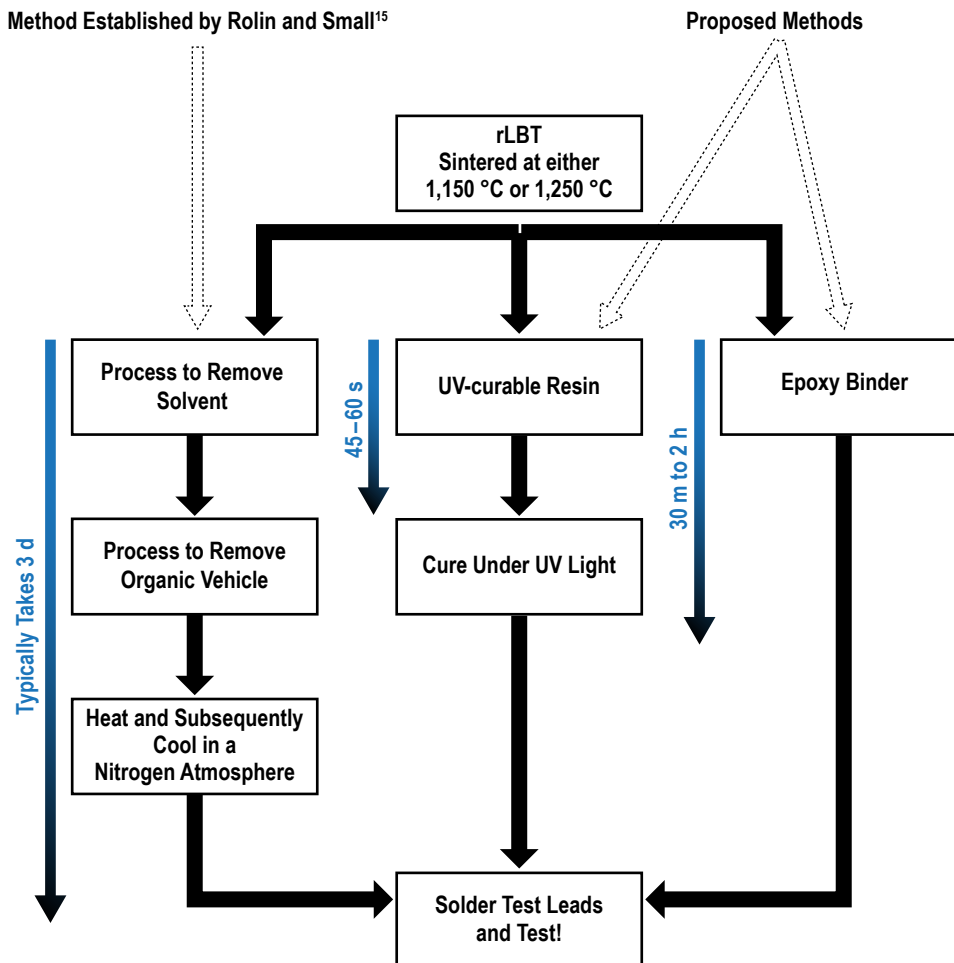 Method Established by Rolin and Small15
Proposed Methods
rLBT
Sintered at either
1,150 °C or 1,250 °C
Process to Remove
Solvent
UV-curable Resin
Epoxy Binder
45–60 s
30 m to 2 h
Typically Takes 3 d
Process to Remove
Organic Vehicle
Cure Under UV Light
Heat and Subsequently
Cool in a
Nitrogen Atmosphere
Solder Test Leads
and Test!